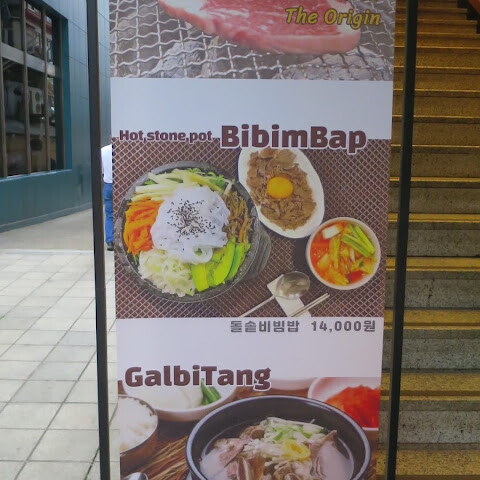 The Origin
Hot stone pot BibimBap
돌솥비빔밥 14,000원
GalbiTang